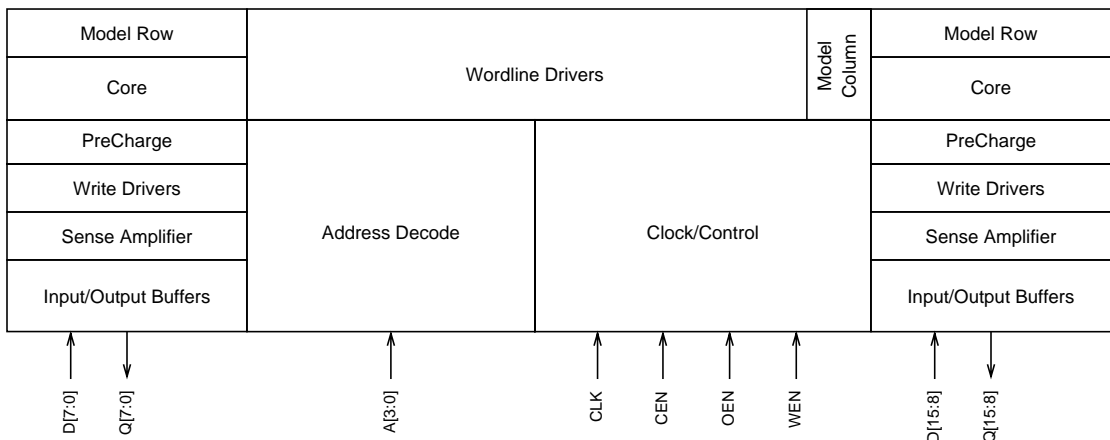 Model Row
Core
PreCharge
Write Drivers
Sense Amplifier
Input/Output Buffers
Wordline Drivers
Model
Column
Address Decode
Clock/Control
Model Row
Core
PreCharge
Write Drivers
Sense Amplifier
Input/Output Buffers
D[7:0]
Q[7:0]
A[3:0]
CLK
CEN
OEN
WEN
D[15:8]
Q[15:8]